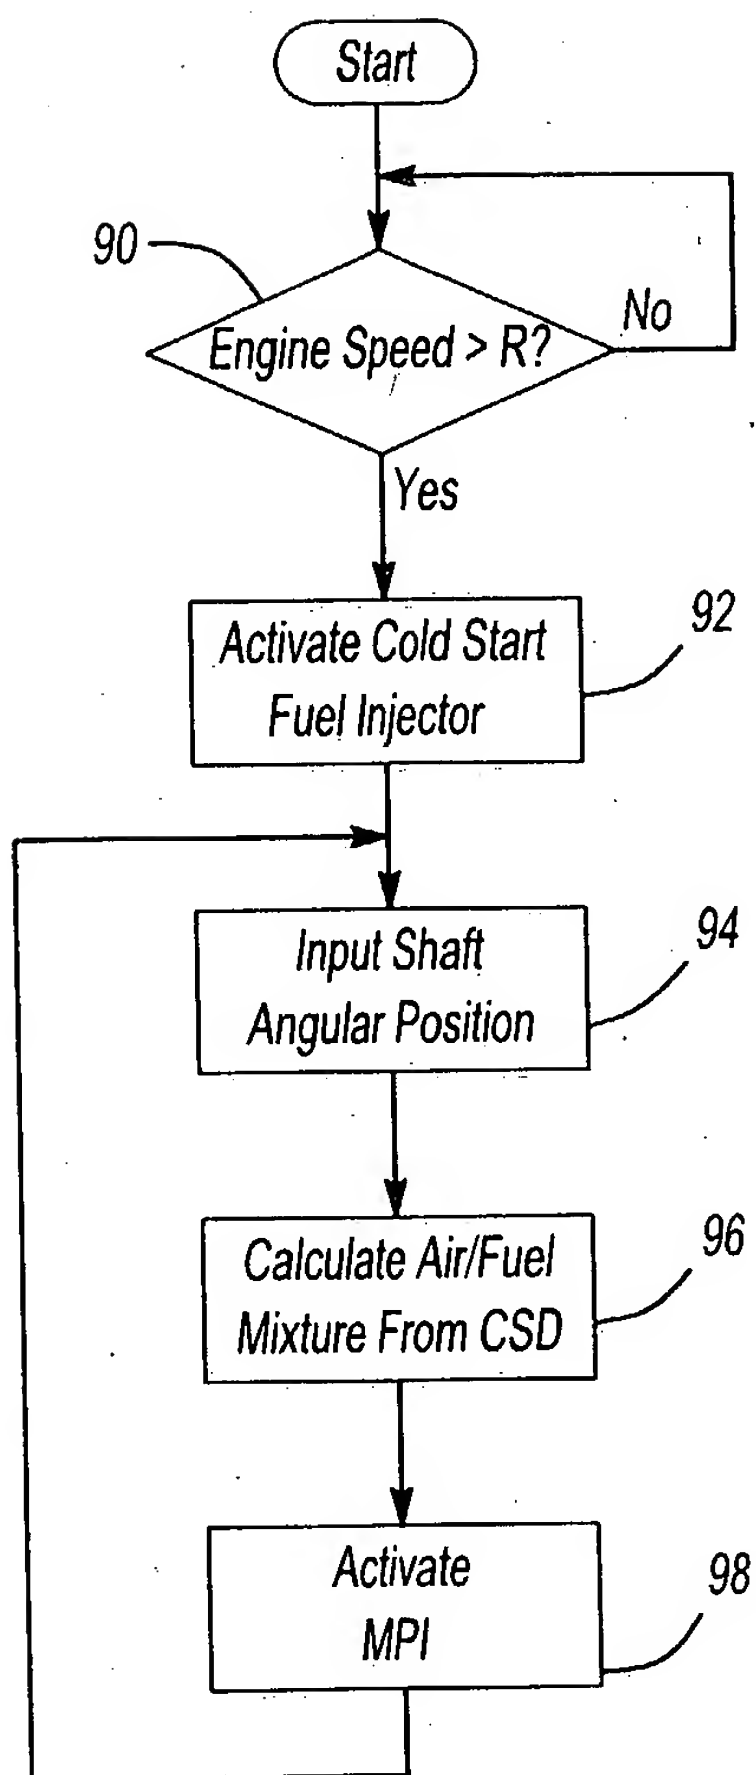 Start
90
Engine Speed > R?
No
Yes
92
Activate Cold Start
Fuel Injector
94
Input Shaft
Angular Position
96
Calculate Air/Fuel
Mixture From CSD
98
Activate
MPI